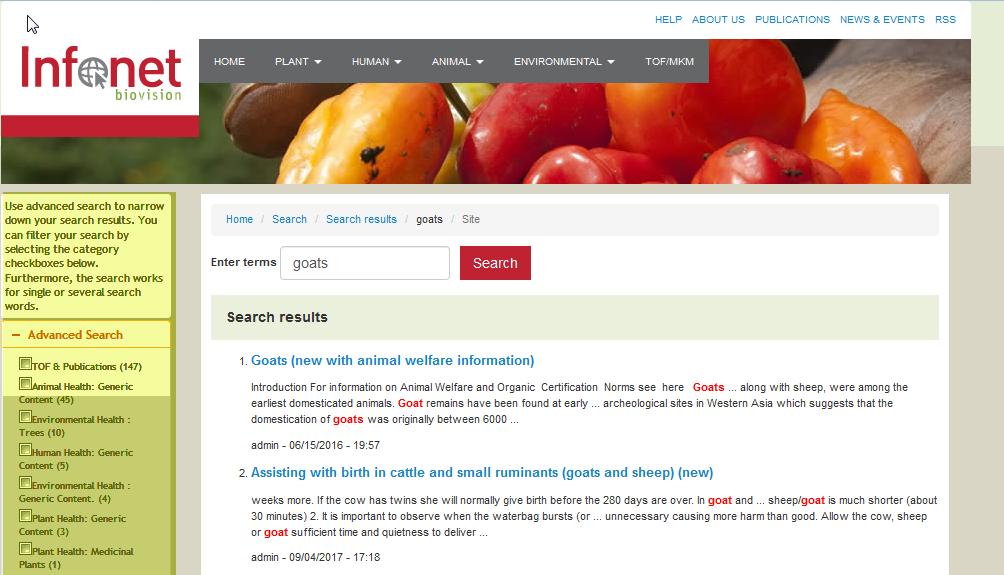 HELP ABOUT US PUBLICATIONS NEWS & EVENTS RSS
Infonet
biovision
HOME PLANT HUMAN ANIMAL ENVIRONMENTAL TOF/MKM
Use advanced search to narrow
down your search results. You
can filter your search by
selecting the category
checkboxes below.
Furthermore, the search works
for single or several search
words.
− Advanced Search
TOF & Publications (147)
Animal Health: Generic
Content (45)
Environmental Health :
Trees (10)
Human Health: Generic
Content (5)
Environmental Health :
Generic Content. (4)
Plant Health: Generic
Content (3)
Plant Health: Medicinal
Plants (1)
Home / Search / Search results / goats / Site
Enter terms goats Search
Search results
1. Goats (new with animal welfare information)
Introduction For information on Animal Welfare and Organic Certification Norms see here Goats ... along with sheep, were among the
earliest domesticated animals. Goat remains have been found at early ... archeological sites in Western Asia which suggests that the
domestication of goats was originally between 6000 ...
admin - 06/15/2016 - 19:57
2. Assisting with birth in cattle and small ruminants (goats and sheep) (new)
weeks more. If the cow has twins she will normally give birth before the 280 days are over. In goat and ... sheep/goat is much shorter (about
30 minutes) 2. It is important to observe when the waterbag bursts (or ... unnecessary causing more harm than good. Allow the cow, sheep
or goat sufficient time and quietness to deliver ...
admin - 09/04/2017 - 17:18